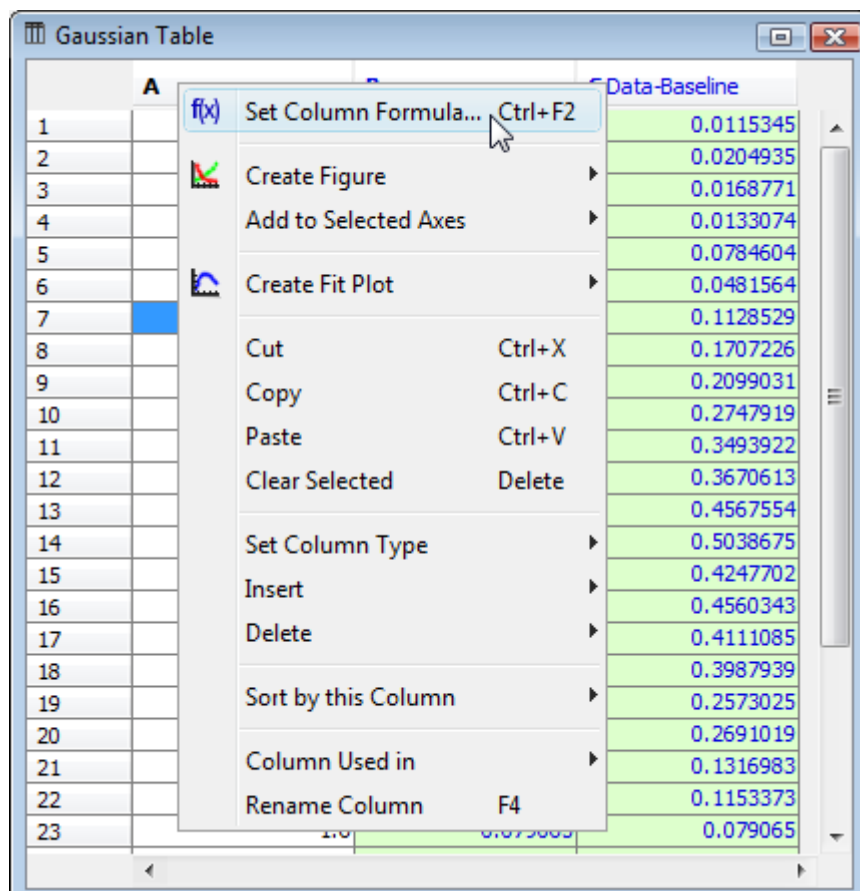 Gaussian Table
A Data-Baseline
f(x) Set Column Formula... Ctrl+F2
1 0.0115345
2 0.0204935
Create Figure
3 0.0168771
Add to Selected Axes
4 0.0133074
5 0.0784604
Create Fit Plot
6 0.0481564
7 0.1128529
Cut Ctrl+X
8 0.1707226
9 0.2099031
Copy Ctrl+C
10 0.2747919
Paste Ctrl+V
11 0.3493922
Clear Selected Delete
12 0.3670613
13 0.4567554
Set Column Type
14 0.5038675
15 0.4247702
Insert
16 0.4560343
Delete
17 0.4111085
18 0.3987939
Sort by this Column
19 0.2573025
20 0.2691019
Column Used in
21 0.1316983
22 0.1153373
Rename Column F4
23 0.079065